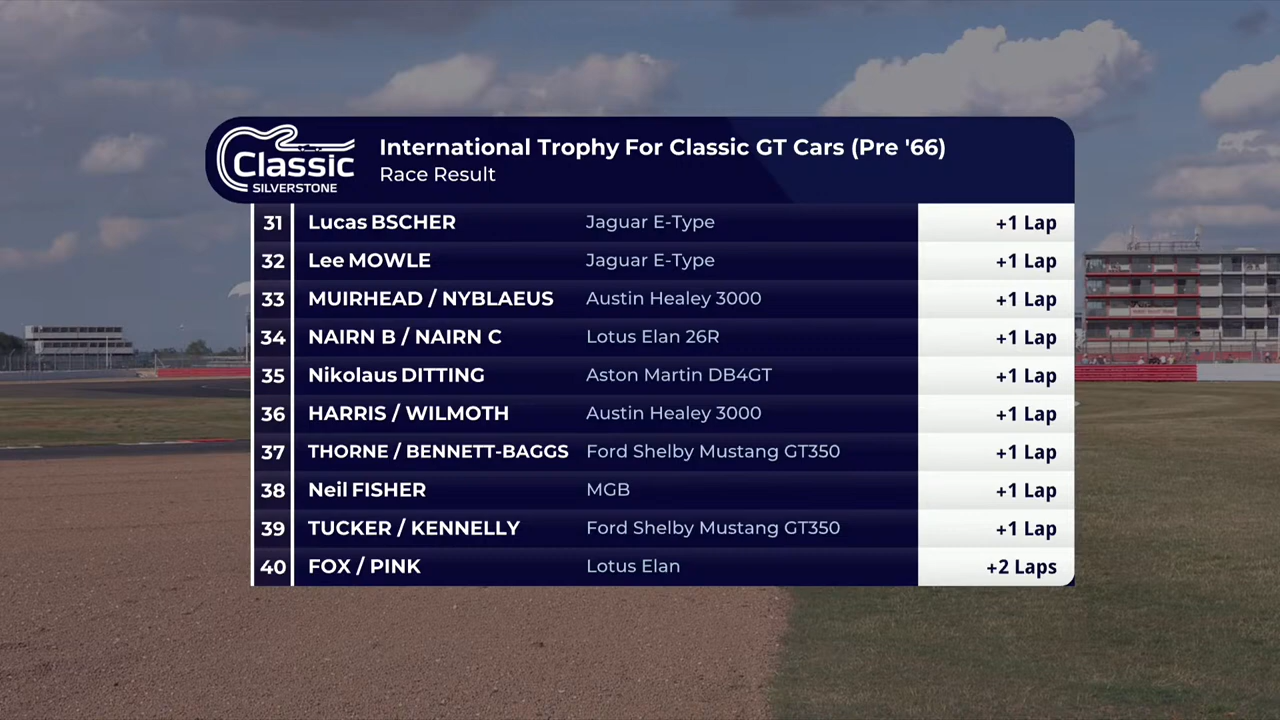 Classic
SILVERSTONE
International Trophy For Classic GT Cars (Pre '66)
Race Result
31 Lucas BSCHER Jaguar E-Type +1 Lap
32 Lee MOWLE Jaguar E-Type +1 Lap
33 MUIRHEAD / NYBLAEUS Austin Healey 3000 +1 Lap
34 NAIRN B / NAIRN C Lotus Elan 26R +1 Lap
35 Nikolaus DITTING Aston Martin DB4GT +1 Lap
36 HARRIS / WILMOTH Austin Healey 3000 +1 Lap
37 THORNE / BENNETT-BAGGS Ford Shelby Mustang GT350 +1 Lap
38 Neil FISHER MGB +1 Lap
39 TUCKER / KENNELLY Ford Shelby Mustang GT350 +1 Lap
40 FOX / PINK Lotus Elan +2 Laps